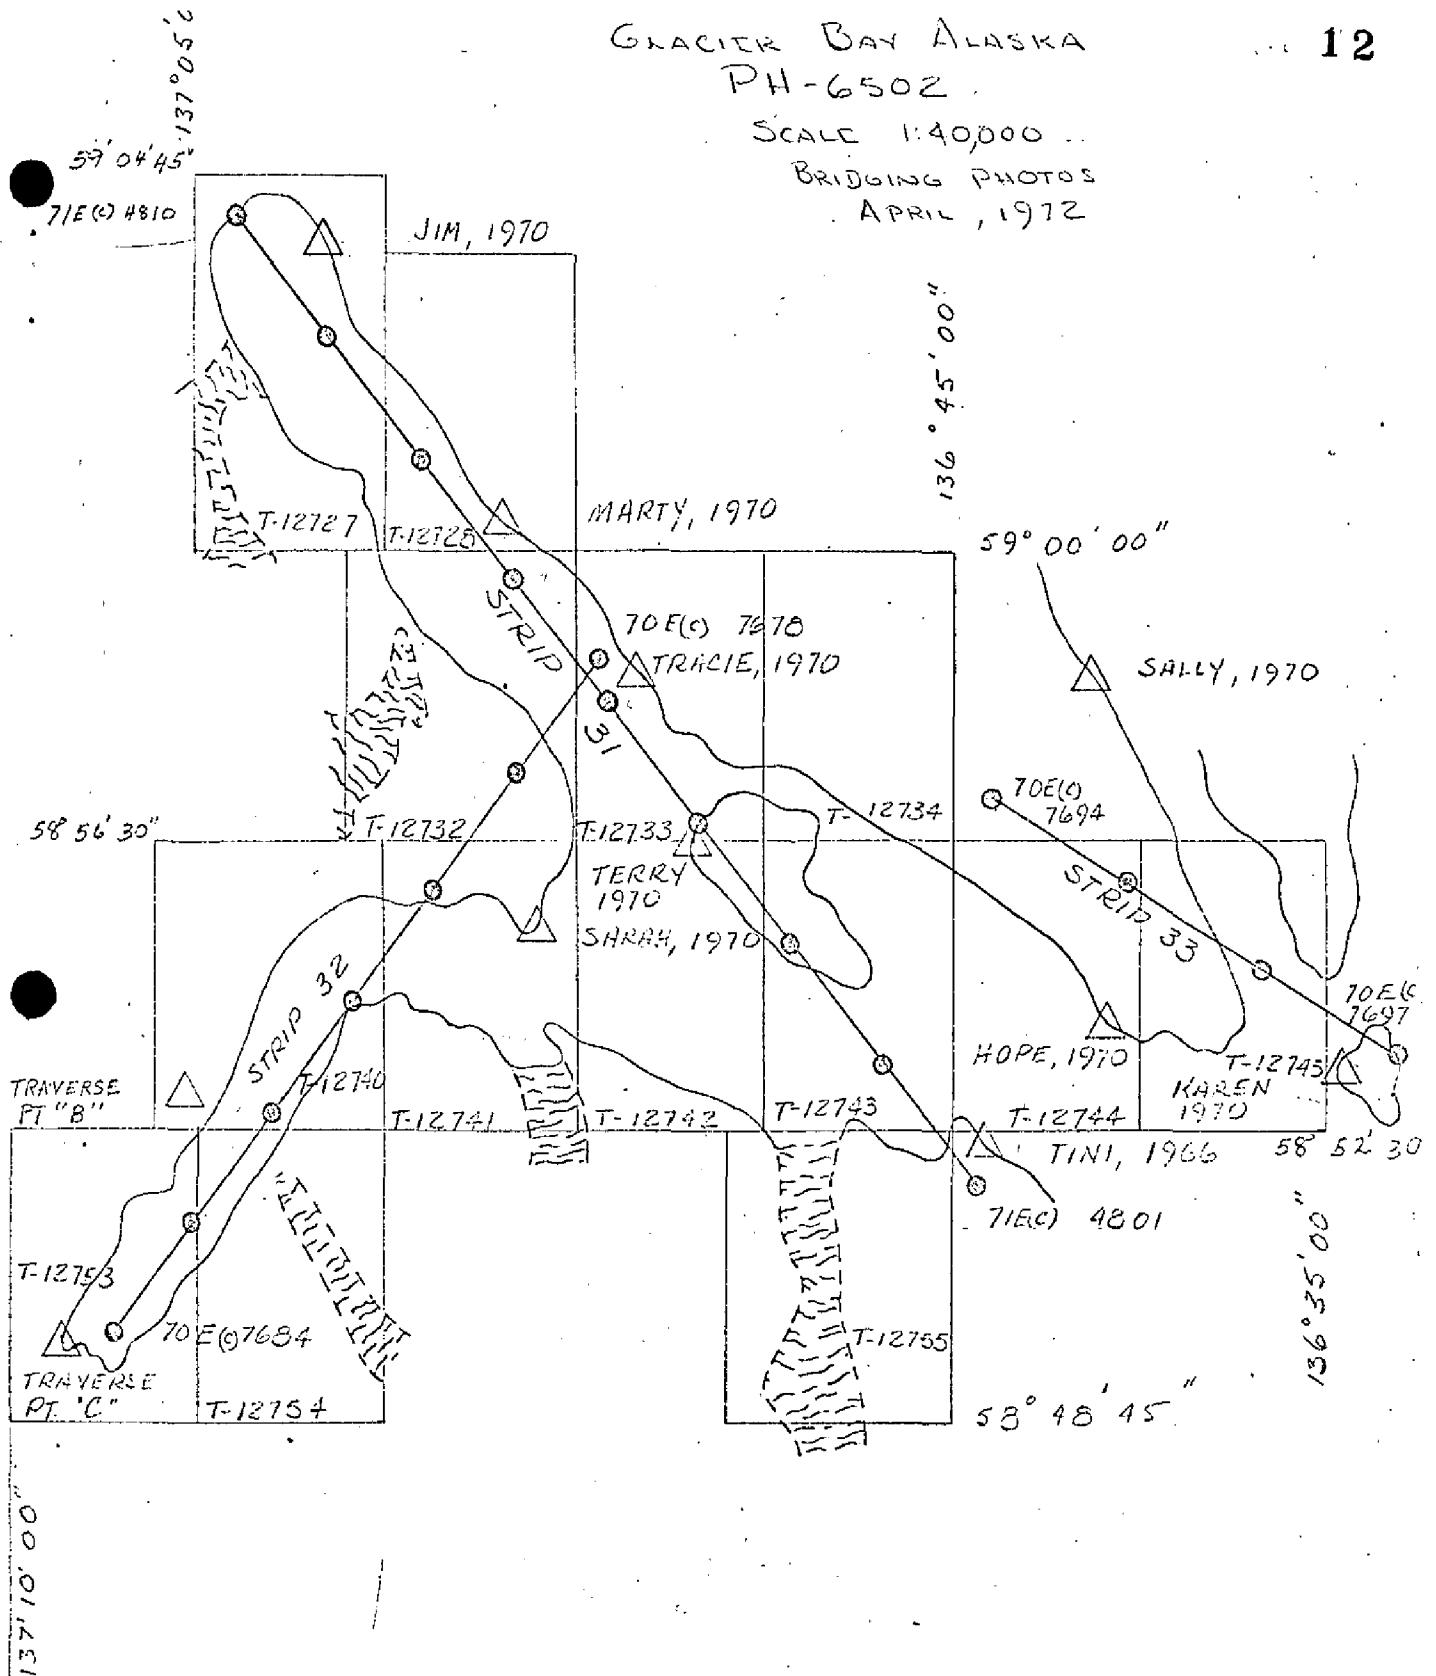 GLACIER BAY ALASKA
12
PH-6502
SCALE 1:40,000
BRIDGING PHOTOS
APRIL, 1972
59° 04' 45"
71E(C) 4810
JIM, 1970
136° 45' 00"
T-12727
T-12728
MARTY, 1970
59° 00' 00"
STRIP 31
70E(C) 7678
TRACIE, 1970
SALLY, 1970
70E(C)
7694
58 56' 30"
T-12732
T-12733
T-12734
TERRY
1970
SARAH, 1970
STRIP 33
STRIP 32
70E(C
7697
HOPE, 1970
T-12745
KAREN
1970
TRAVERSE
PT "B"
T-12740
T-12741
T-12742
T-12743
T-12744
TINI, 1966
58° 52' 30
71E(C) 4801
T-12753
70E(C) 7684
T-12755
136° 35' 00"
TRAVERSE
PT. "C"
T-12754
58° 48' 45"
137° 10' 00"